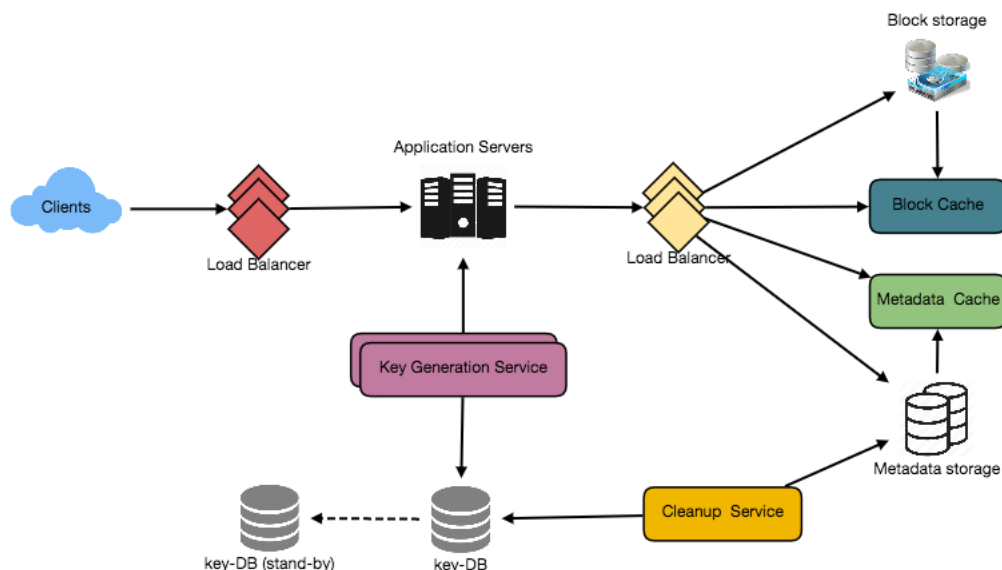 Block storage
Application Servers
Clients
Block Cache
Load Balancer
Load Balancer
Metadata Cache
Key Generation Service
Metadata storage
Cleanup Service
key-DB (stand-by)
key-DB